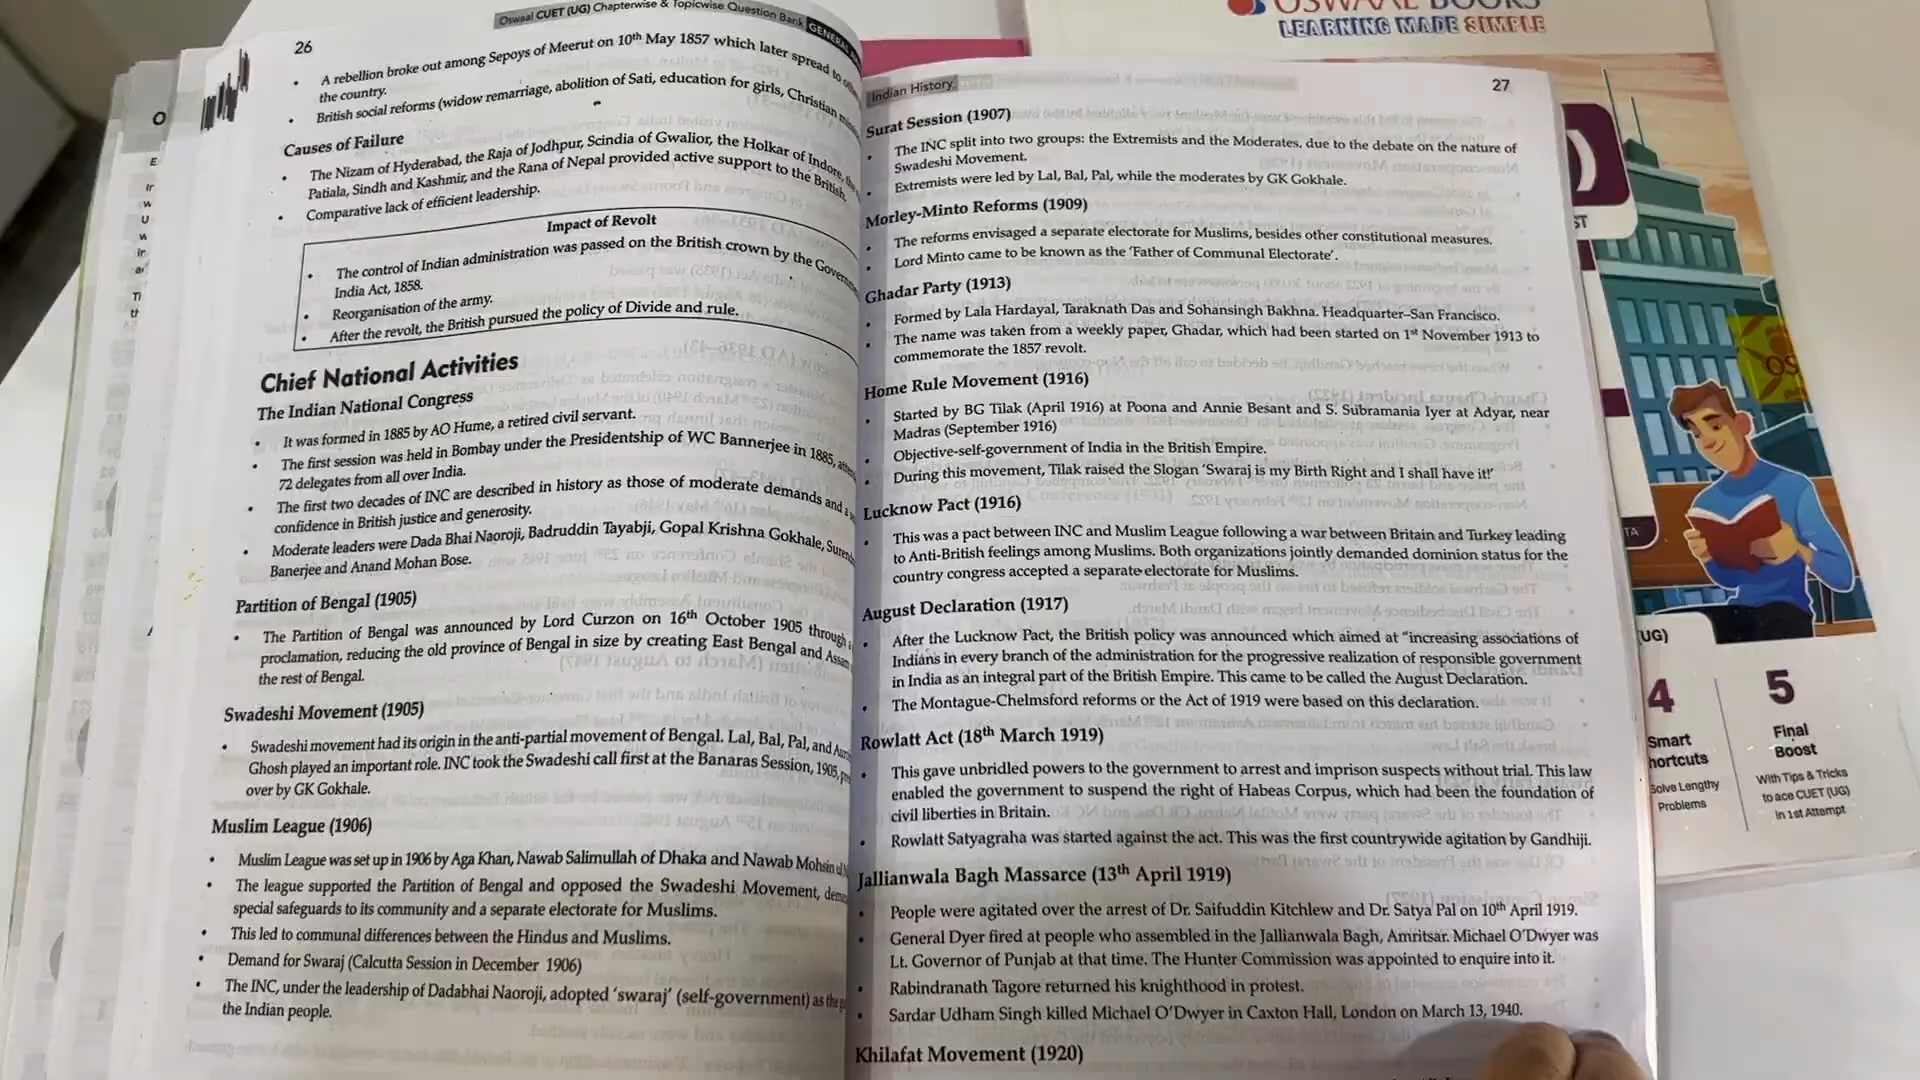 26
Oswaal CUET (UG) Chapterwise & Topicwise Question Bank GENERAL
• A rebellion broke out among Sepoys of Meerut on 10th May 1857 which later spread to
the country.
• British social reforms (widow remarriage, abolition of Sati, education for girls, Christian
Causes of Failure
• The Nizam of Hyderabad, the Raja of Jodhpur, Scindia of Gwalior, the Holkar of Indore,
Patiala, Sindh and Kashmir, and the Rana of Nepal provided active support to the British.
• Comparative lack of efficient leadership.
Impact of Revolt
• The control of Indian administration was passed on the British crown by the
India Act, 1858.
• Reorganisation of the army.
• After the revolt, the British pursued the policy of Divide and rule.
Chief National Activities
The Indian National Congress
• It was formed in 1885 by AO Hume, a retired civil servant.
• The first session was held in Bombay under the Presidentship of WC Bannerjee in 1885,
72 delegates from all over India.
• The first two decades of INC are described in history as those of moderate demands and a
confidence in British justice and generosity.
• Moderate leaders were Dada Bhai Naoroji, Badruddin Tayabji, Gopal Krishna Gokhale,
Banerjee and Anand Mohan Bose.
Partition of Bengal (1905)
• The Partition of Bengal was announced by Lord Curzon on 16th October 1905 through a
proclamation, reducing the old province of Bengal in size by creating East Bengal and Assam
the rest of Bengal.
Swadeshi Movement (1905)
• Swadeshi movement had its origin in the anti-partial movement of Bengal. Lal, Bal, Pal, and
Ghosh played an important role. INC took the Swadeshi call first at the Banaras Session, 1905,
over by GK Gokhale.
Muslim League (1906)
• Muslim League was set up in 1906 by Aga Khan, Nawab Salimullah of Dhaka and Nawab Mohsin
• The league supported the Partition of Bengal and opposed the Swadeshi Movement,
special safeguards to its community and a separate electorate for Muslims.
• This led to communal differences between the Hindus and Muslims.
• Demand for Swaraj (Calcutta Session in December 1906)
• The INC, under the leadership of Dadabhai Naoroji, adopted 'swaraj' (self-government) as the
the Indian people.
Indian History
27
Surat Session (1907)
• The INC split into two groups: the Extremists and the Moderates, due to the debate on the nature of
Swadeshi Movement.
• Extremists were led by Lal, Bal, Pal, while the moderates by GK Gokhale.
Morley-Minto Reforms (1909)
• The reforms envisaged a separate electorate for Muslims, besides other constitutional measures.
• Lord Minto came to be known as the 'Father of Communal Electorate'.
Ghadar Party (1913)
• Formed by Lala Hardayal, Taraknath Das and Sohansingh Bakhna. Headquarter–San Francisco.
• The name was taken from a weekly paper, Ghadar, which had been started on 1st November 1913 to
commemorate the 1857 revolt.
Home Rule Movement (1916)
• Started by BG Tilak (April 1916) at Poona and Annie Besant and S. Subramania Iyer at Adyar, near
Madras (September 1916)
• Objective-self-government of India in the British Empire.
• During this movement, Tilak raised the Slogan 'Swaraj is my Birth Right and I shall have it!'
Lucknow Pact (1916)
• This was a pact between INC and Muslim League following a war between Britain and Turkey leading
to Anti-British feelings among Muslims. Both organizations jointly demanded dominion status for the
country congress accepted a separate electorate for Muslims.
August Declaration (1917)
• After the Lucknow Pact, the British policy was announced which aimed at "increasing associations of
Indians in every branch of the administration for the progressive realization of responsible government
in India as an integral part of the British Empire. This came to be called the August Declaration.
• The Montague-Chelmsford reforms or the Act of 1919 were based on this declaration.
Rowlatt Act (18th March 1919)
• This gave unbridled powers to the government to arrest and imprison suspects without trial. This law
enabled the government to suspend the right of Habeas Corpus, which had been the foundation of
civil liberties in Britain.
• Rowlatt Satyagraha was started against the act. This was the first countrywide agitation by Gandhiji.
Jallianwala Bagh Massarce (13th April 1919)
• People were agitated over the arrest of Dr. Saifuddin Kitchlew and Dr. Satya Pal on 10th April 1919.
• General Dyer fired at people who assembled in the Jallianwala Bagh, Amritsar. Michael O'Dwyer was
Lt. Governor of Punjab at that time. The Hunter Commission was appointed to enquire into it.
• Rabindranath Tagore returned his knighthood in protest.
• Sardar Udham Singh killed Michael O'Dwyer in Caxton Hall, London on March 13, 1940.
Khilafat Movement (1920)
OSWAAL BOOKS
LEARNING MADE SIMPLE
OS
ST
TA
(UG)
4
Smart
hortcuts
Solve Lengthy
Problems
5
Final
Boost
With Tips & Tricks
to ace CUET (UG)
in 1st Attempt